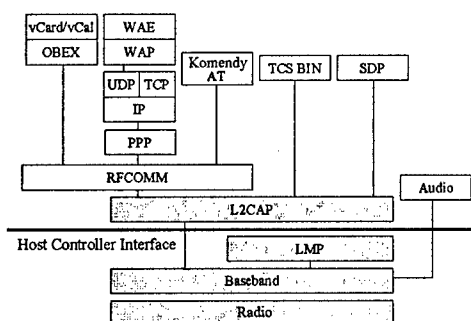 vCard/vCal
OBEX
WAE
WAP
UDP TCP
IP
PPP
Komendy
AT
TCS BIN
SDP
RFCOMM
Audio
L2CAP
Host Controller Interface
LMP
Baseband
Radio